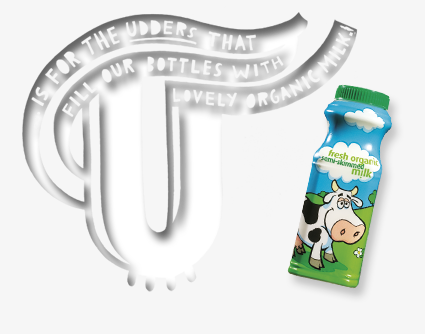 U
IS FOR THE UDDERS THAT
FILL OUR BOTTLES WITH
LOVELY ORGANIC MILK!
fresh organic
semi-skimmed
milk